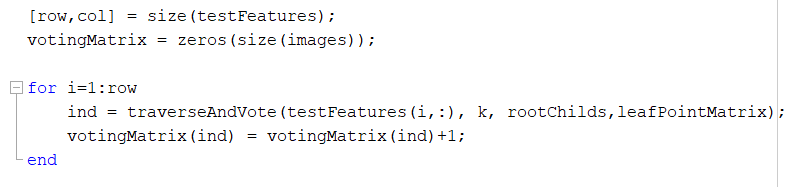 [row,col] = size(testFeatures);
votingMatrix = zeros(size(images));
for i=1:row
ind = traverseAndVote(testFeatures(i,:), k, rootChilds,leafPointMatrix);
votingMatrix(ind) = votingMatrix(ind)+1;
end